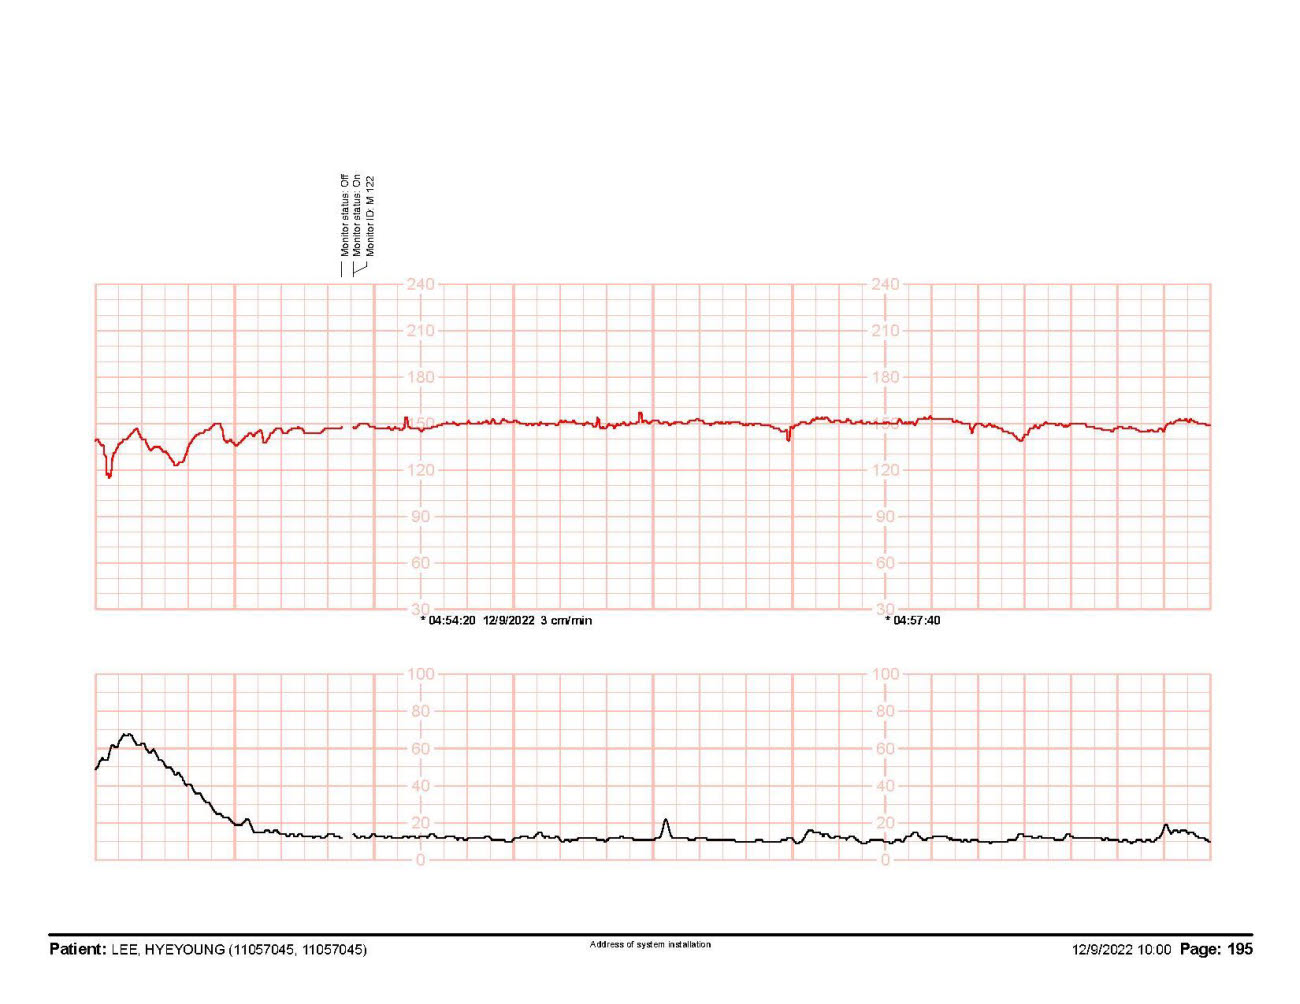 Monitor status: Off
Monitor status: On
Monitor ID: M 122
240 240
210 210
180 180
150 150
120 120
90 90
60 60
30 30
* 04:54:20 12/9/2022 3 cm/min * 04:57:40
100 100
80 80
60 60
40 40
20 20
0 0
Patient: LEE, HYEYOUNG (11057045, 11057045) Address of system installation 12/9/2022 10:00 Page: 195